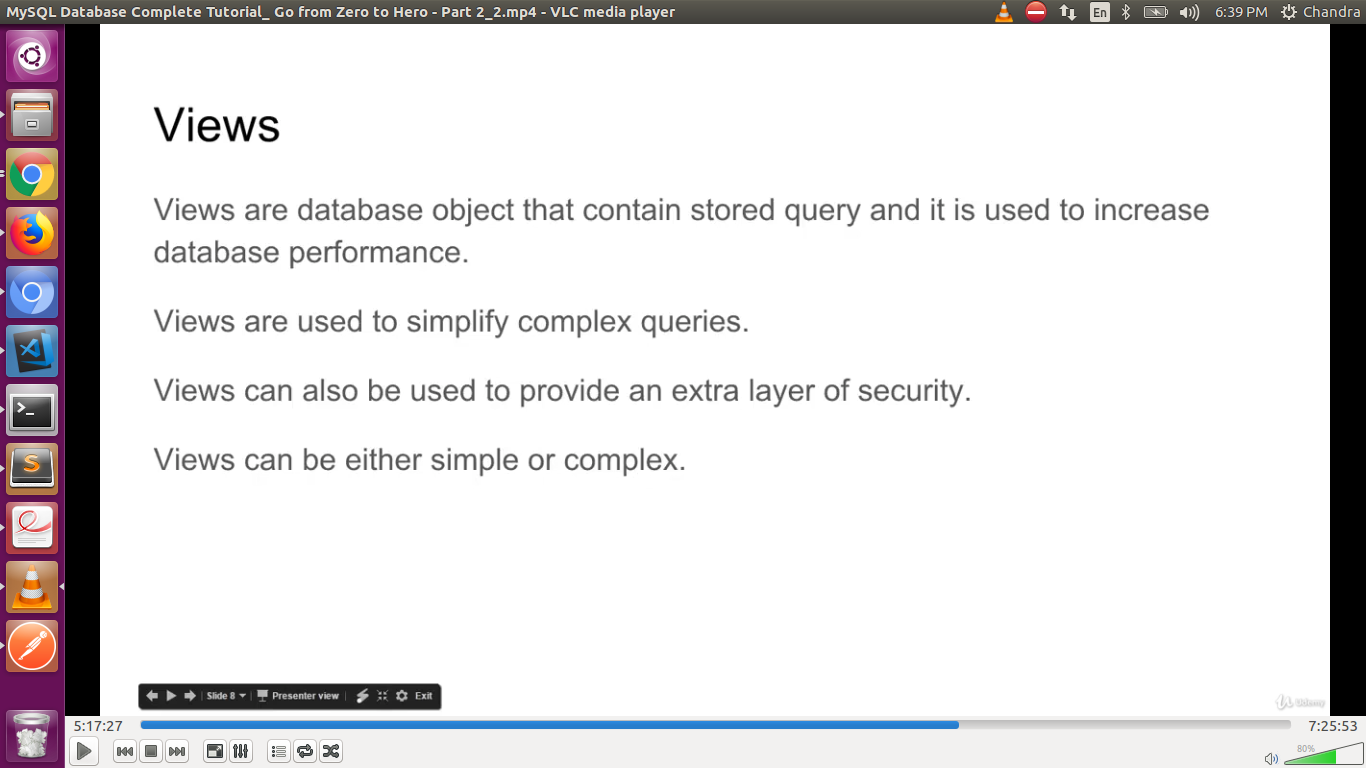 MySQL Database Complete Tutorial_ Go from Zero to Hero - Part 2_2.mp4 - VLC media player
En
6:39 PM
Chandra
Views
Views are database object that contain stored query and it is used to increase
database performance.
Views are used to simplify complex queries.
Views can also be used to provide an extra layer of security.
Views can be either simple or complex.
Slide 8
Presenter view
Exit
Udemy
5:17:27
7:25:53
80%